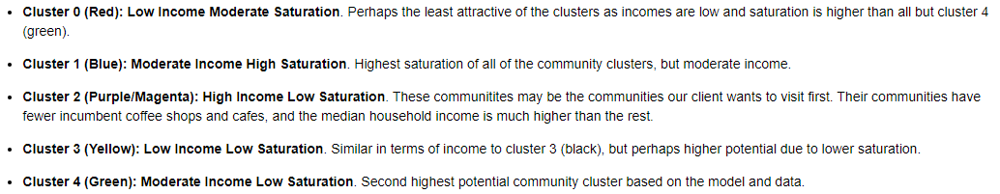 • Cluster 0 (Red): Low Income Moderate Saturation. Perhaps the least attractive of the clusters as incomes are low and saturation is higher than all but cluster 4
(green).
• Cluster 1 (Blue): Moderate Income High Saturation. Highest saturation of all of the community clusters, but moderate income.
• Cluster 2 (Purple/Magenta): High Income Low Saturation. These communitites may be the communities our client wants to visit first. Their communities have
fewer incumbent coffee shops and cafes, and the median household income is much higher than the rest.
• Cluster 3 (Yellow): Low Income Low Saturation. Similar in terms of income to cluster 3 (black), but perhaps higher potential due to lower saturation.
• Cluster 4 (Green): Moderate Income Low Saturation. Second highest potential community cluster based on the model and data.